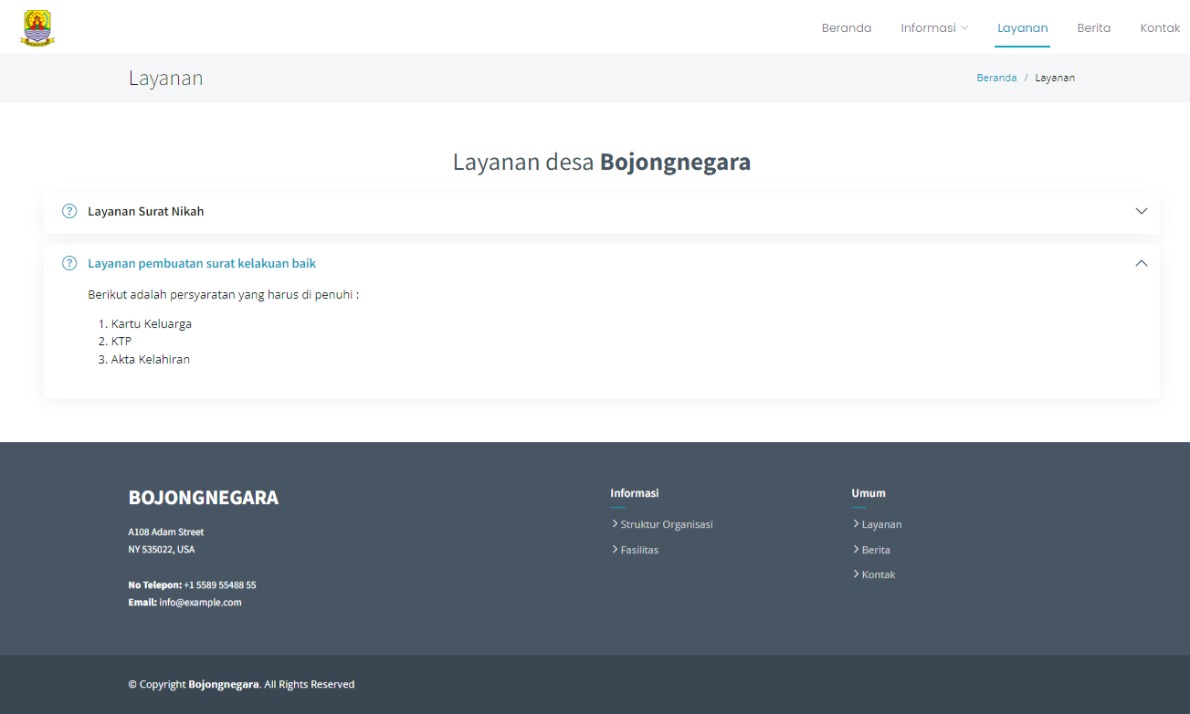 Beranda Informasi Layanan Berita Kontak
Layanan
Beranda / Layanan
Layanan desa Bojongnegara
Layanan Surat Nikah
Layanan pembuatan surat kelakuan baik
Berikut adalah persyaratan yang harus di penuhi :
1. Kartu Keluarga
2. KTP
3. Akta Kelahiran
BOJONGNEGARA
A108 Adam Street
NY 535022, USA
No Telepon: +1 5589 55488 55
Email: info@example.com
Informasi
Struktur Organisasi
Fasilitas
Umum
Layanan
Berita
Kontak
© Copyright Bojongnegara. All Rights Reserved